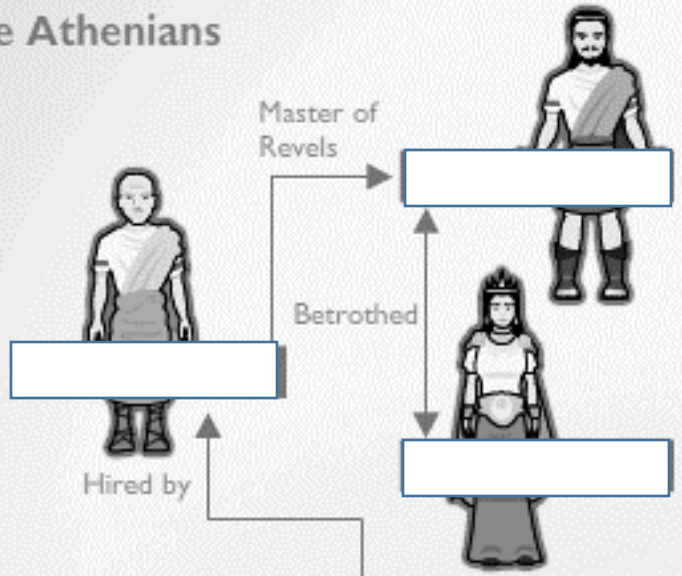 e Athenians
Master of
Revels
Betrothed
Hired by